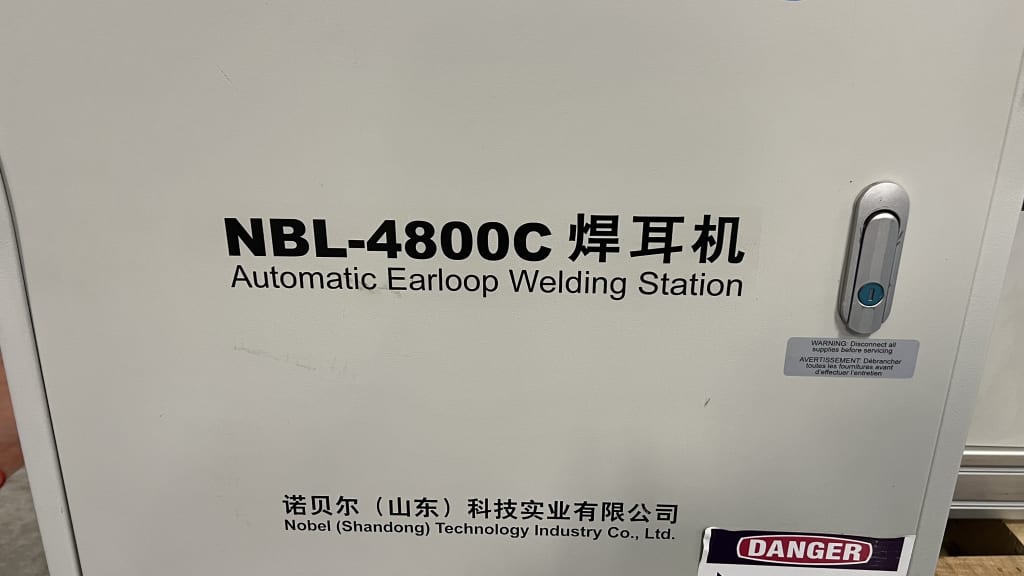 NBL-4800C 焊耳机
Automatic Earloop Welding Station
WARNING: Disconnect all
supplies before servicing
AVERTISSEMENT: Débrancher
toutes les fournitures avant
d'effectuer l'entretien
诺贝尔（山东）科技实业有限公司
Nobel (Shandong) Technology Industry Co., Ltd.
DANGER